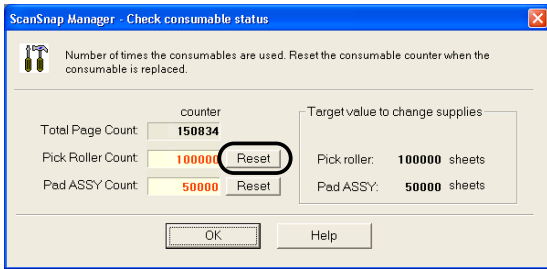 ScanSnap Manager - Check consumable status
Number of times the consumables are used. Reset the consumable counter when the
consumable is replaced.
counter
Total Page Count: 150834
Pick Roller Count: 100000 Reset
Pad ASSY Count: 50000 Reset
Target value to change supplies
Pick roller: 100000 sheets
Pad ASSY: 50000 sheets
OK Help